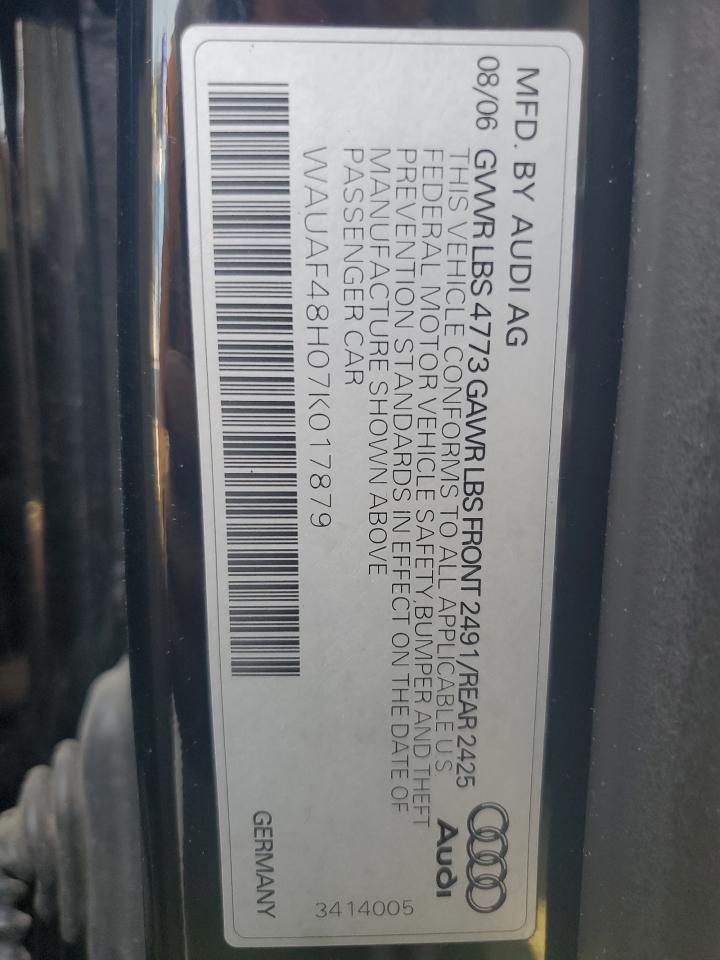 MFD. BY AUDI AG
08/06 GVWR LBS 4773 GAWR LBS FRONT 2491/REAR 2425
THIS VEHICLE CONFORMS TO ALL APPLICABLE U.S
FEDERAL MOTOR VEHICLE SAFETY,BUMPER AND THEFT
PREVENTION STANDARDS IN EFFECT ON THE DATE OF
MANUFACTURE SHOWN ABOVE
PASSENGER CAR
WAUAF48H07K017879
Audi
3414005
GERMANY